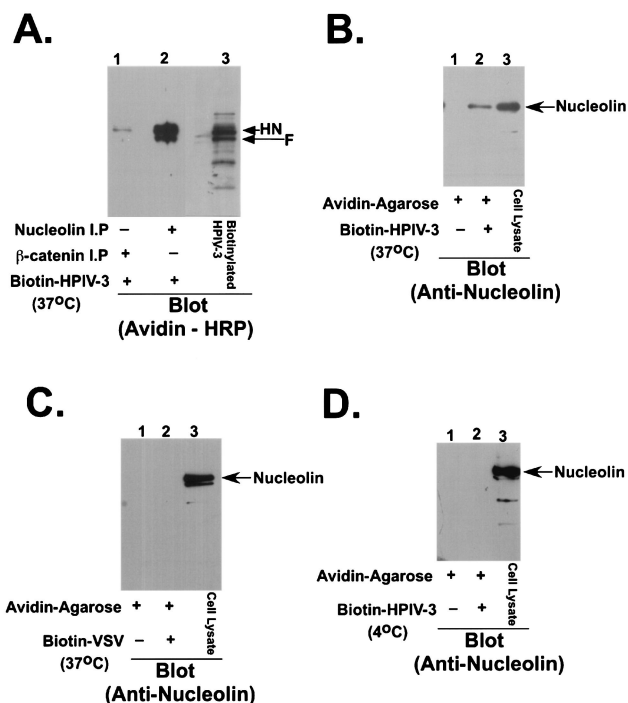 A.
1 2 3
HN
F
Nucleolin I.P – +
β-catenin I.P + –
Biotin-HPIV-3 + +
(37°C)
Biotinylated
HPIV-3
Blot
(Avidin - HRP)
B.
1 2 3
Nucleolin
Avidin-Agarose + +
Biotin-HPIV-3 – +
(37°C)
Cell Lysate
Blot
(Anti-Nucleolin)
C.
1 2 3
Nucleolin
Avidin-Agarose + +
Biotin-VSV – +
(37°C)
Cell Lysate
Blot
(Anti-Nucleolin)
D.
1 2 3
Nucleolin
Avidin-Agarose + +
Biotin-HPIV-3 – +
(4°C)
Cell Lysate
Blot
(Anti-Nucleolin)